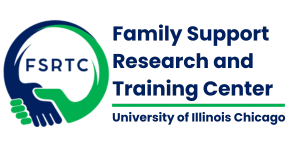 FSRTC
Family Support
Research and
Training Center
University of Illinois Chicago